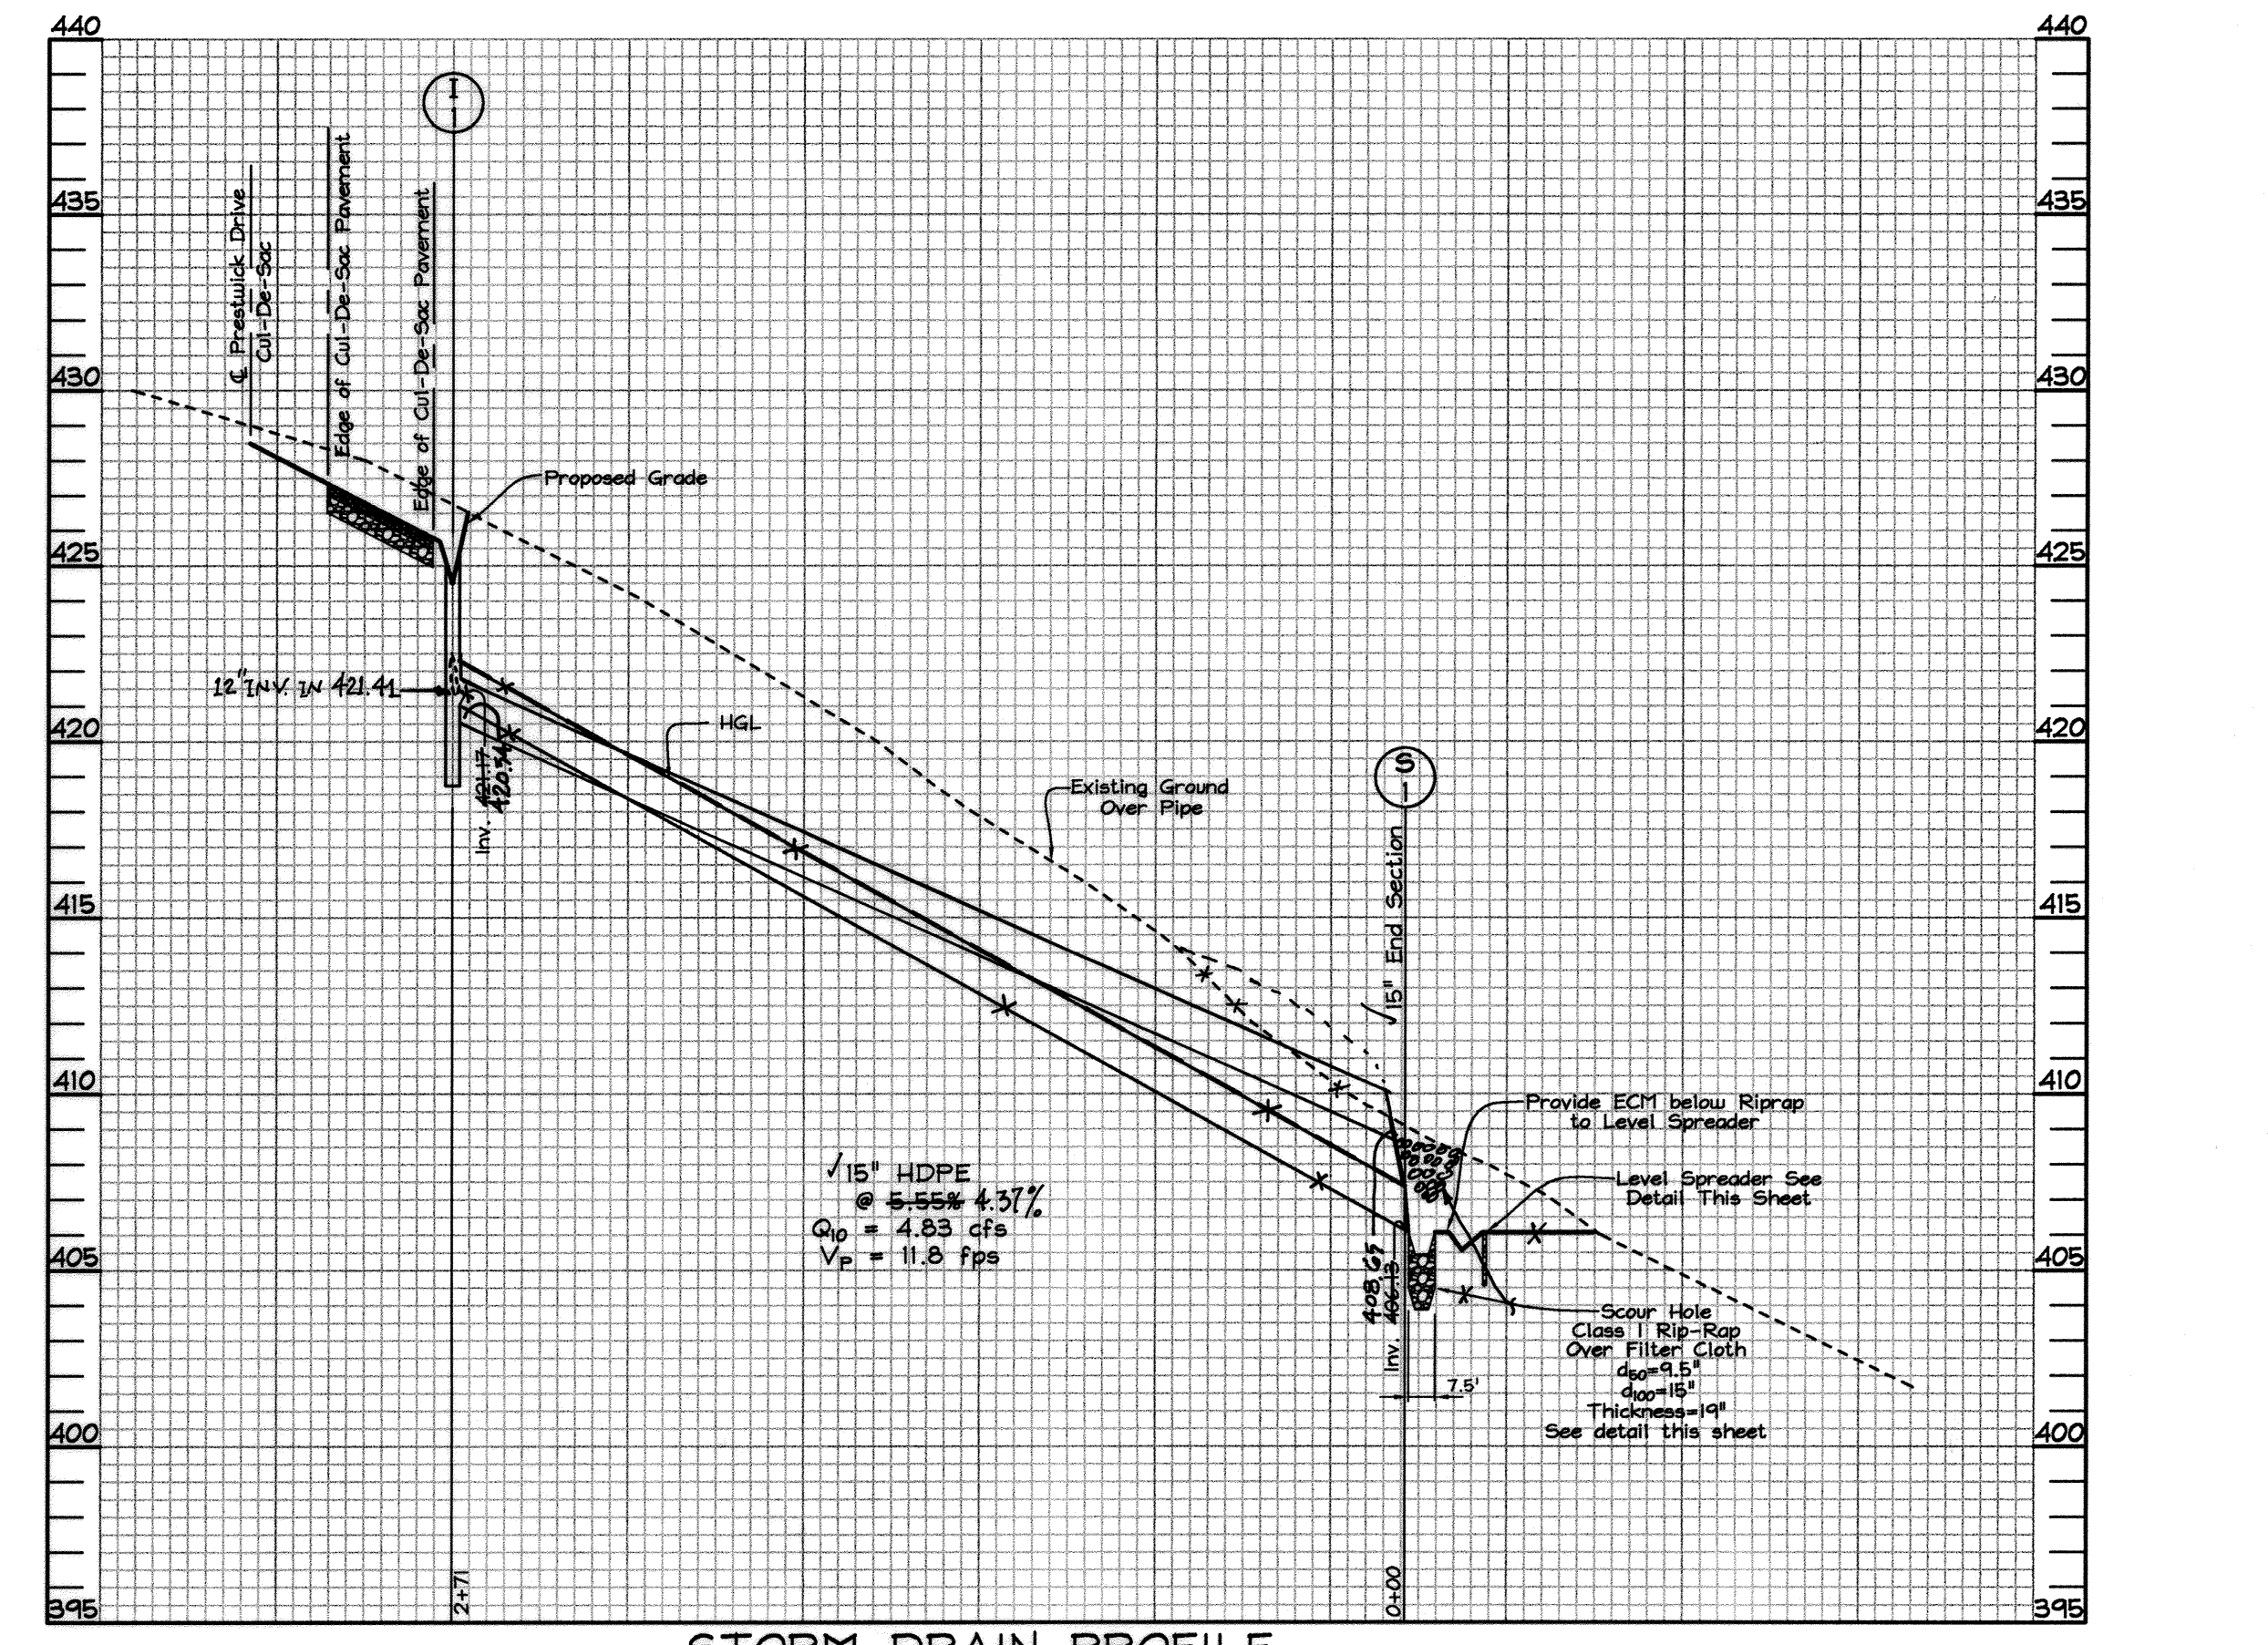 440
440
I
1
℄ Prestwick Drive
Cul-De-Sac
Edge of Cul-De-Sac Pavement
Edge of Cul-De-Sac Pavement
435
435
430
430
Proposed Grade
425
425
12" INV. IN 421.41
HGL
420
420
Inv. 421.17
420.54
S
1
Existing Ground
Over Pipe
√15" End Section
415
415
410
410
Provide ECM below Riprap
to Level Spreader
√15" HDPE
@ 5.55% 4.37%
Q10 = 4.83 cfs
VP = 11.8 fps
Level Spreader See
Detail This Sheet
405
405
408.65
Inv. 406.13
Scour Hole
Class 1 Rip-Rap
Over Filter Cloth
d50=9.5"
d100=15"
Thickness=19"
See detail this sheet
7.5'
400
400
2+71
0+00
395
395
STORM DRAIN PROFILE